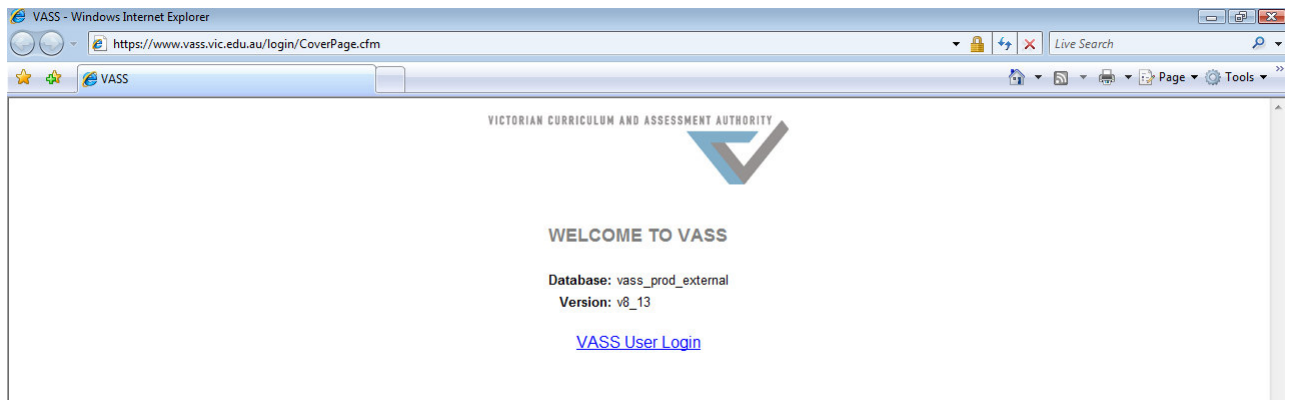 VASS - Windows Internet Explorer
https://www.vass.vic.edu.au/login/CoverPage.cfm
Live Search
VASS
Page
Tools
VICTORIAN CURRICULUM AND ASSESSMENT AUTHORITY
WELCOME TO VASS
Database: vass_prod_external
Version: v8_13
VASS User Login